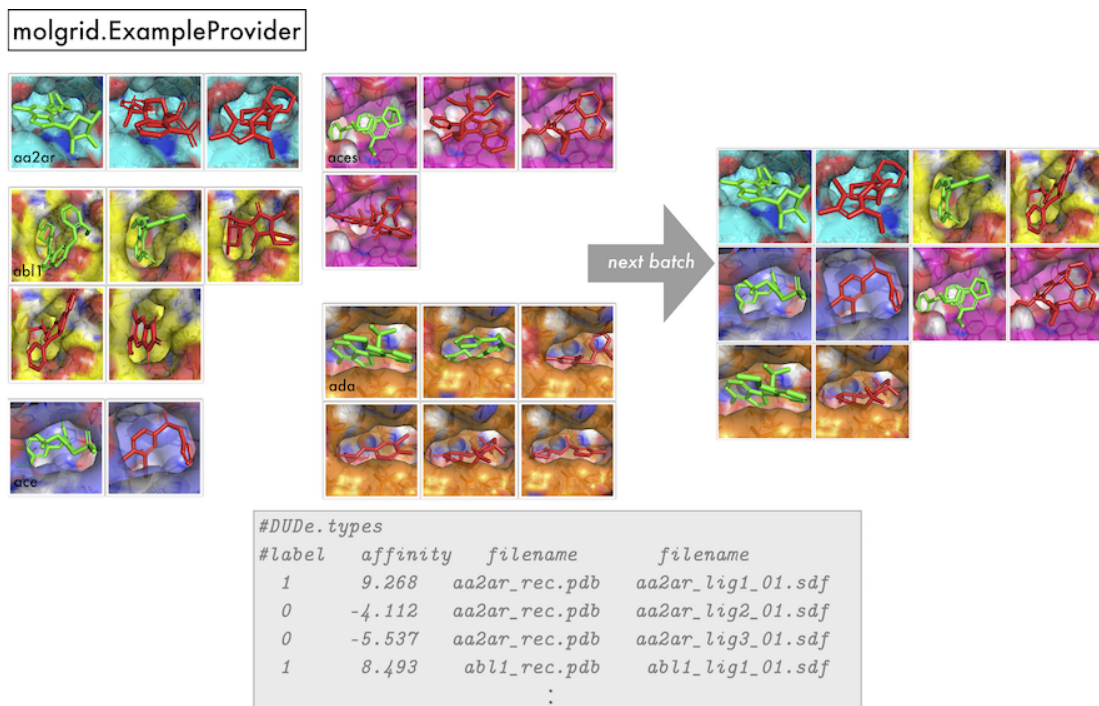 molgrid.ExampleProvider
aa2ar
aces
abl1
next batch
ada
ace
#DUDe.types
#label affinity filename filename
1 9.268 aa2ar_rec.pdb aa2ar_lig1_01.sdf
0 -4.112 aa2ar_rec.pdb aa2ar_lig2_01.sdf
0 -5.537 aa2ar_rec.pdb aa2ar_lig3_01.sdf
1 8.493 abl1_rec.pdb abl1_lig1_01.sdf
⋮